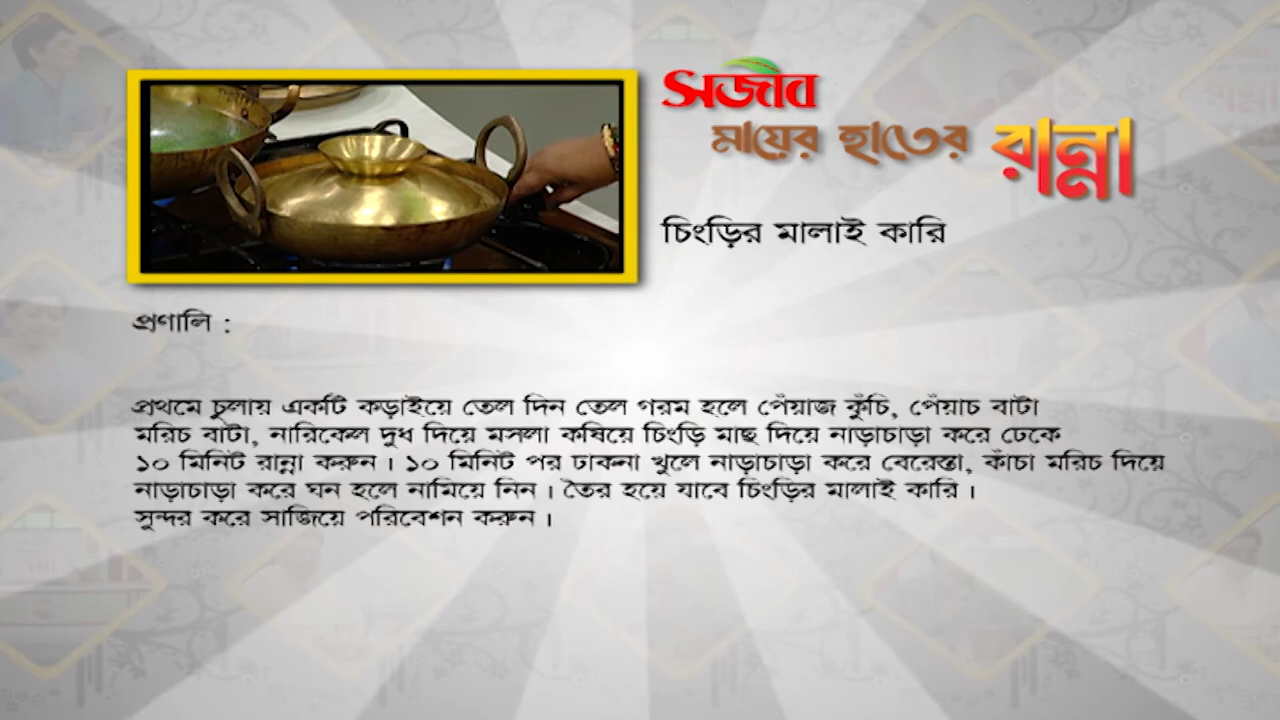 সজীব
মায়ের হাতের রান্না
চিংড়ির মালাই কারি
প্রণালি :
প্রথমে চুলায় একটি কড়াইয়ে তেল দিন তেল গরম হলে পেঁয়াজ কুঁচি, পেঁয়াচ বাটা
মরিচ বাটা, নারিকেল দুধ দিয়ে মসলা কষিয়ে চিংড়ি মাছ দিয়ে নাড়াচাড়া করে ঢেকে
১০ মিনিট রান্না করুন। ১০ মিনিট পর ঢাকনা খুলে নাড়াচাড়া করে বেরেস্তা, কাঁচা মরিচ দিয়ে
নাড়াচাড়া করে ঘন হলে নামিয়ে নিন। তৈর হয়ে যাবে চিংড়ির মালাই কারি।
সুন্দর করে সাজিয়ে পরিবেশন করুন।